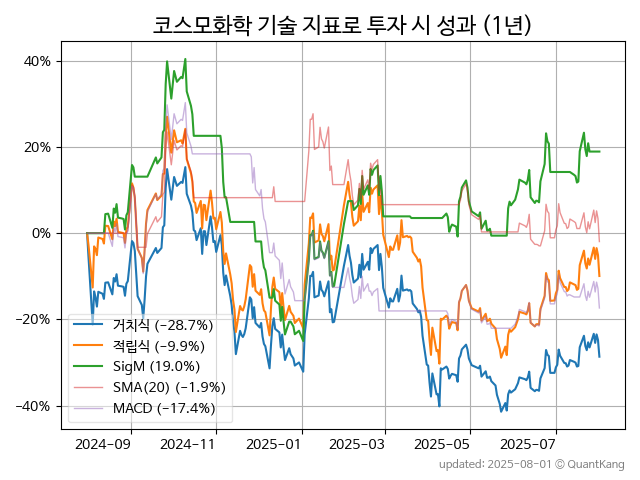 코스모화학 기술 지표로 투자 시 성과 (1년)
40%
20%
0%
−20%
−40%
거치식 (−28.7%)
적립식 (−9.9%)
SigM (19.0%)
SMA(20) (−1.9%)
MACD (−17.4%)
2024-09 2024-11 2025-01 2025-03 2025-05 2025-07
updated: 2025-08-01 © QuantKang